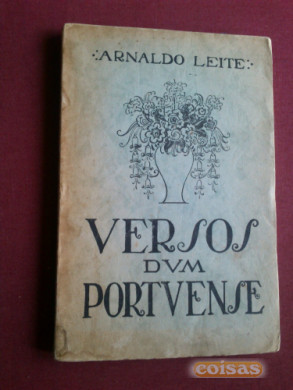 :ARNALDO LEITE:
VERSOS
DVM
PORTVENSE
coisas